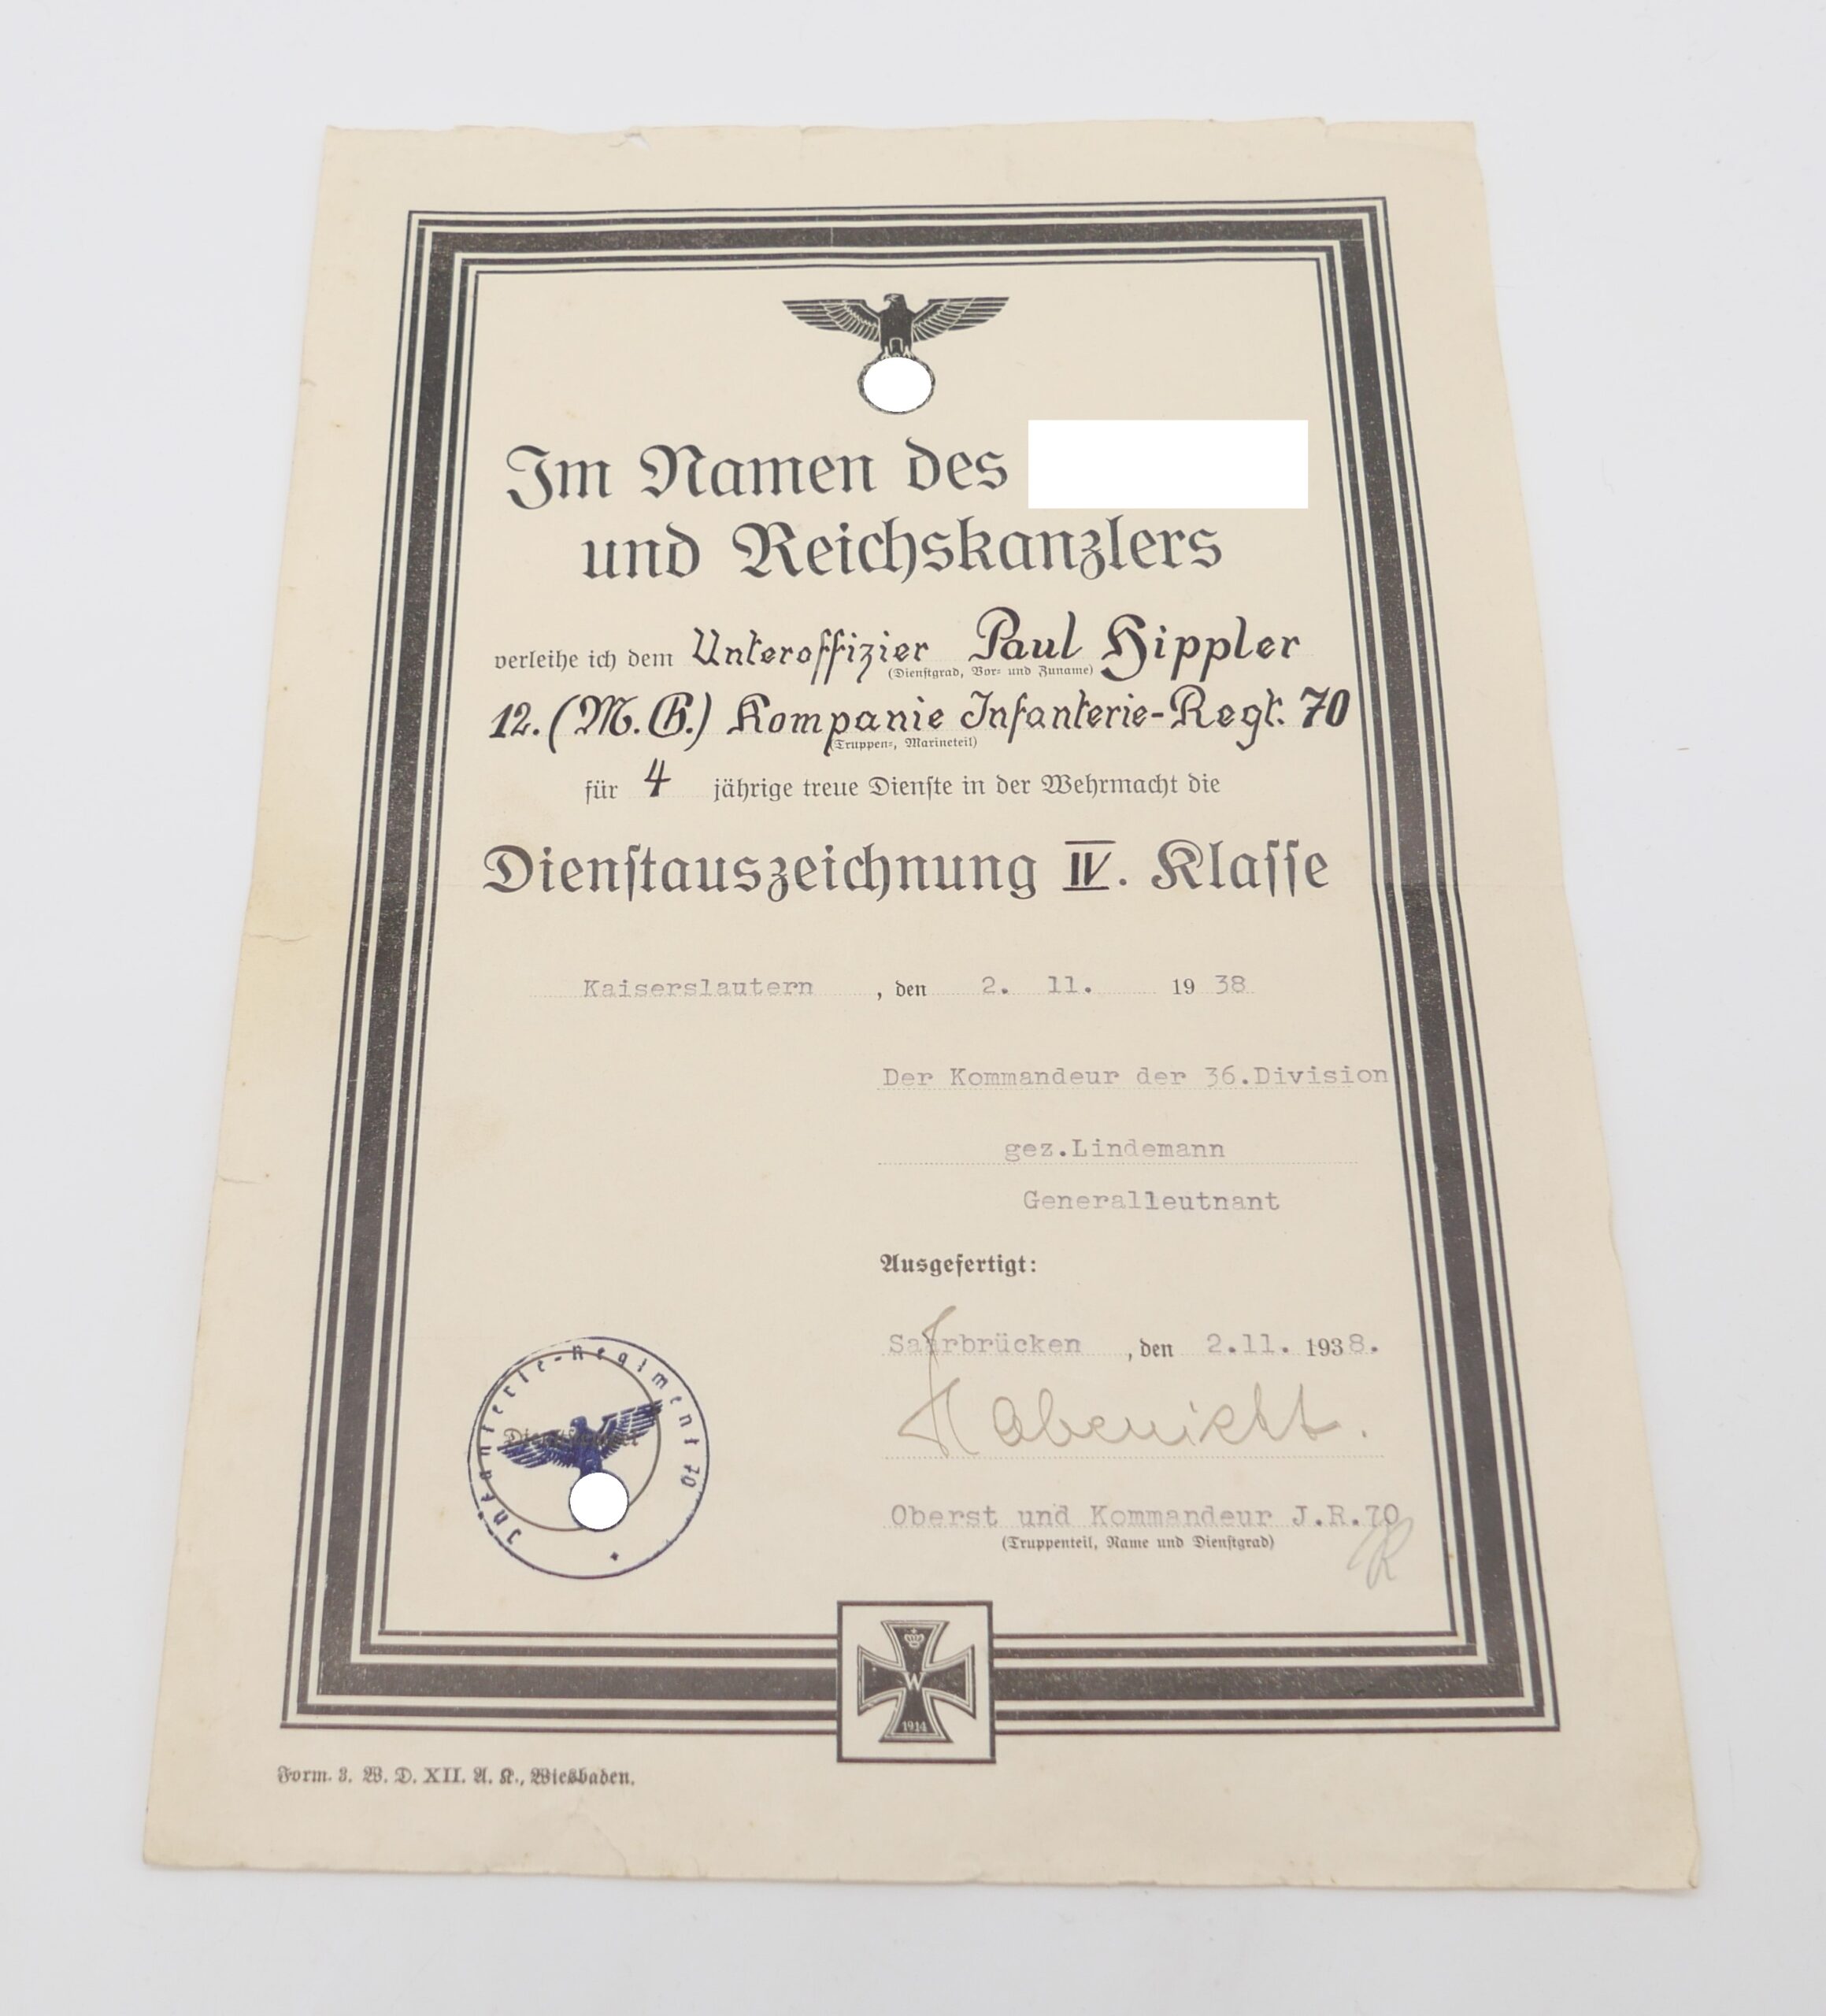 Im Namen des
und Reichskanzlers
verleihe ich dem Unteroffizier Paul Hippler
(Dienstgrad, Vor= und Zuname)
12. (M.G.) Kompanie Infanterie-Regt. 70
(Truppen=, Marineteil)
für 4 jährige treue Dienste in der Wehrmacht die
Dienstauszeichnung IV. Klasse
Kaiserslautern , den 2. 11. 19 38
Der Kommandeur der 36.Division
gez.Lindemann
Generalleutnant
Ausgefertigt:
Saarbrücken , den 2.11. 1938.
Infanterie-Regiment 70
Habenicht.
Oberst und Kommandeur J.R.70
(Truppenteil, Name und Dienstgrad)
W
1914
Form. 3. W. D. XII. A. K., Wiesbaden.